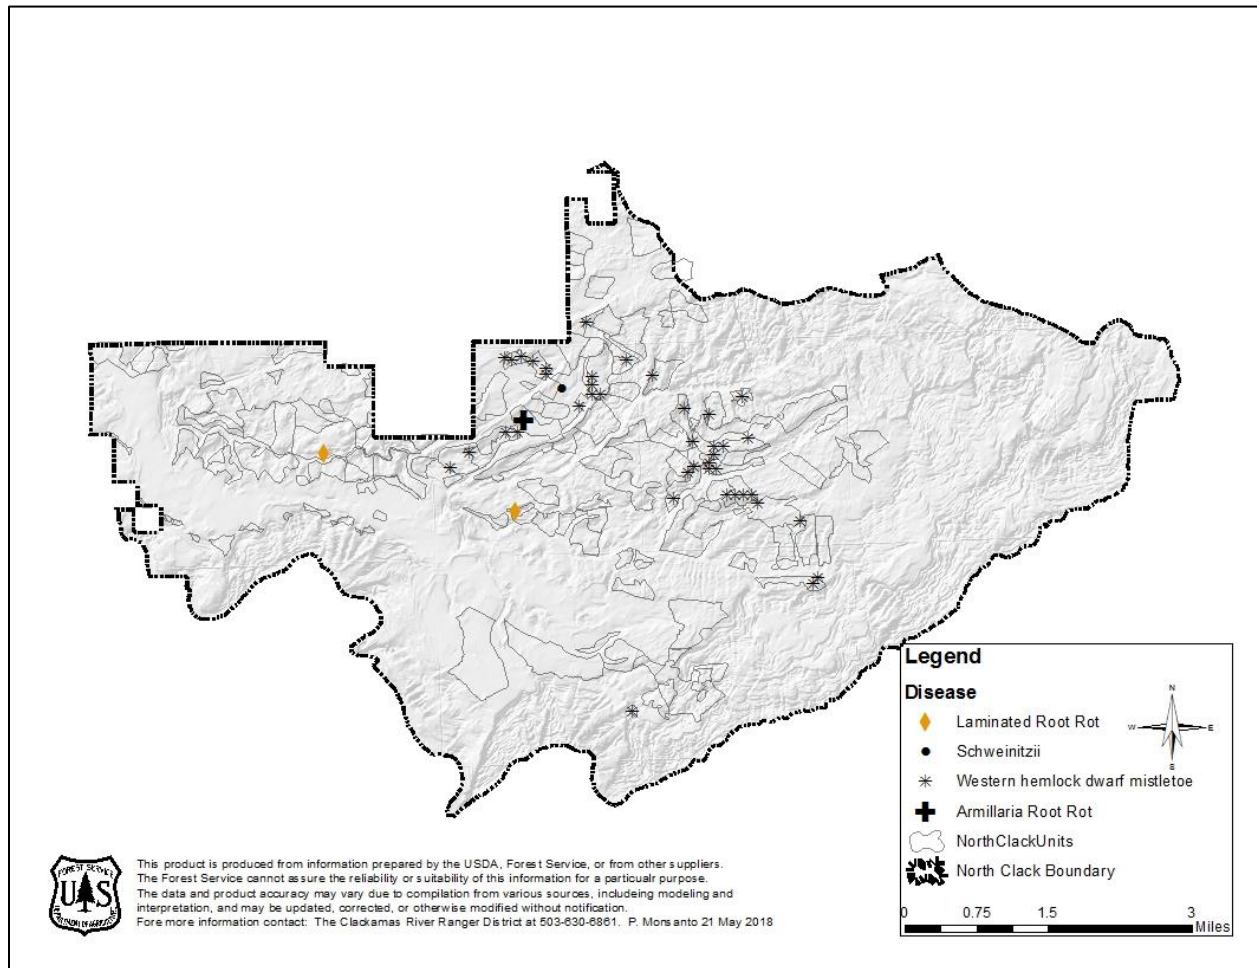 Legend
Disease
Laminated Root Rot
Schweinitzii
Western hemlock dwarf mistletoe
Armillaria Root Rot
NorthClackUnits
North Clack Boundary
N
W
E
S
0 0.75 1.5 3
Miles
FOREST SERVICE
U S
DEPARTMENT OF AGRICULTURE
This product is produced from information prepared by the USDA, Forest Service, or from other suppliers.
The Forest Service cannot assure the reliability or suitability of this information for a particualr purpose.
The data and product accuracy may vary due to compilation from various sources, includeing modeling and
interpretation, and may be updated, corrected, or otherwise modified without notification.
Fore more information contact: The Clackamas River Ranger District at 503-630-6861. P. Monsanto 21 May 2018